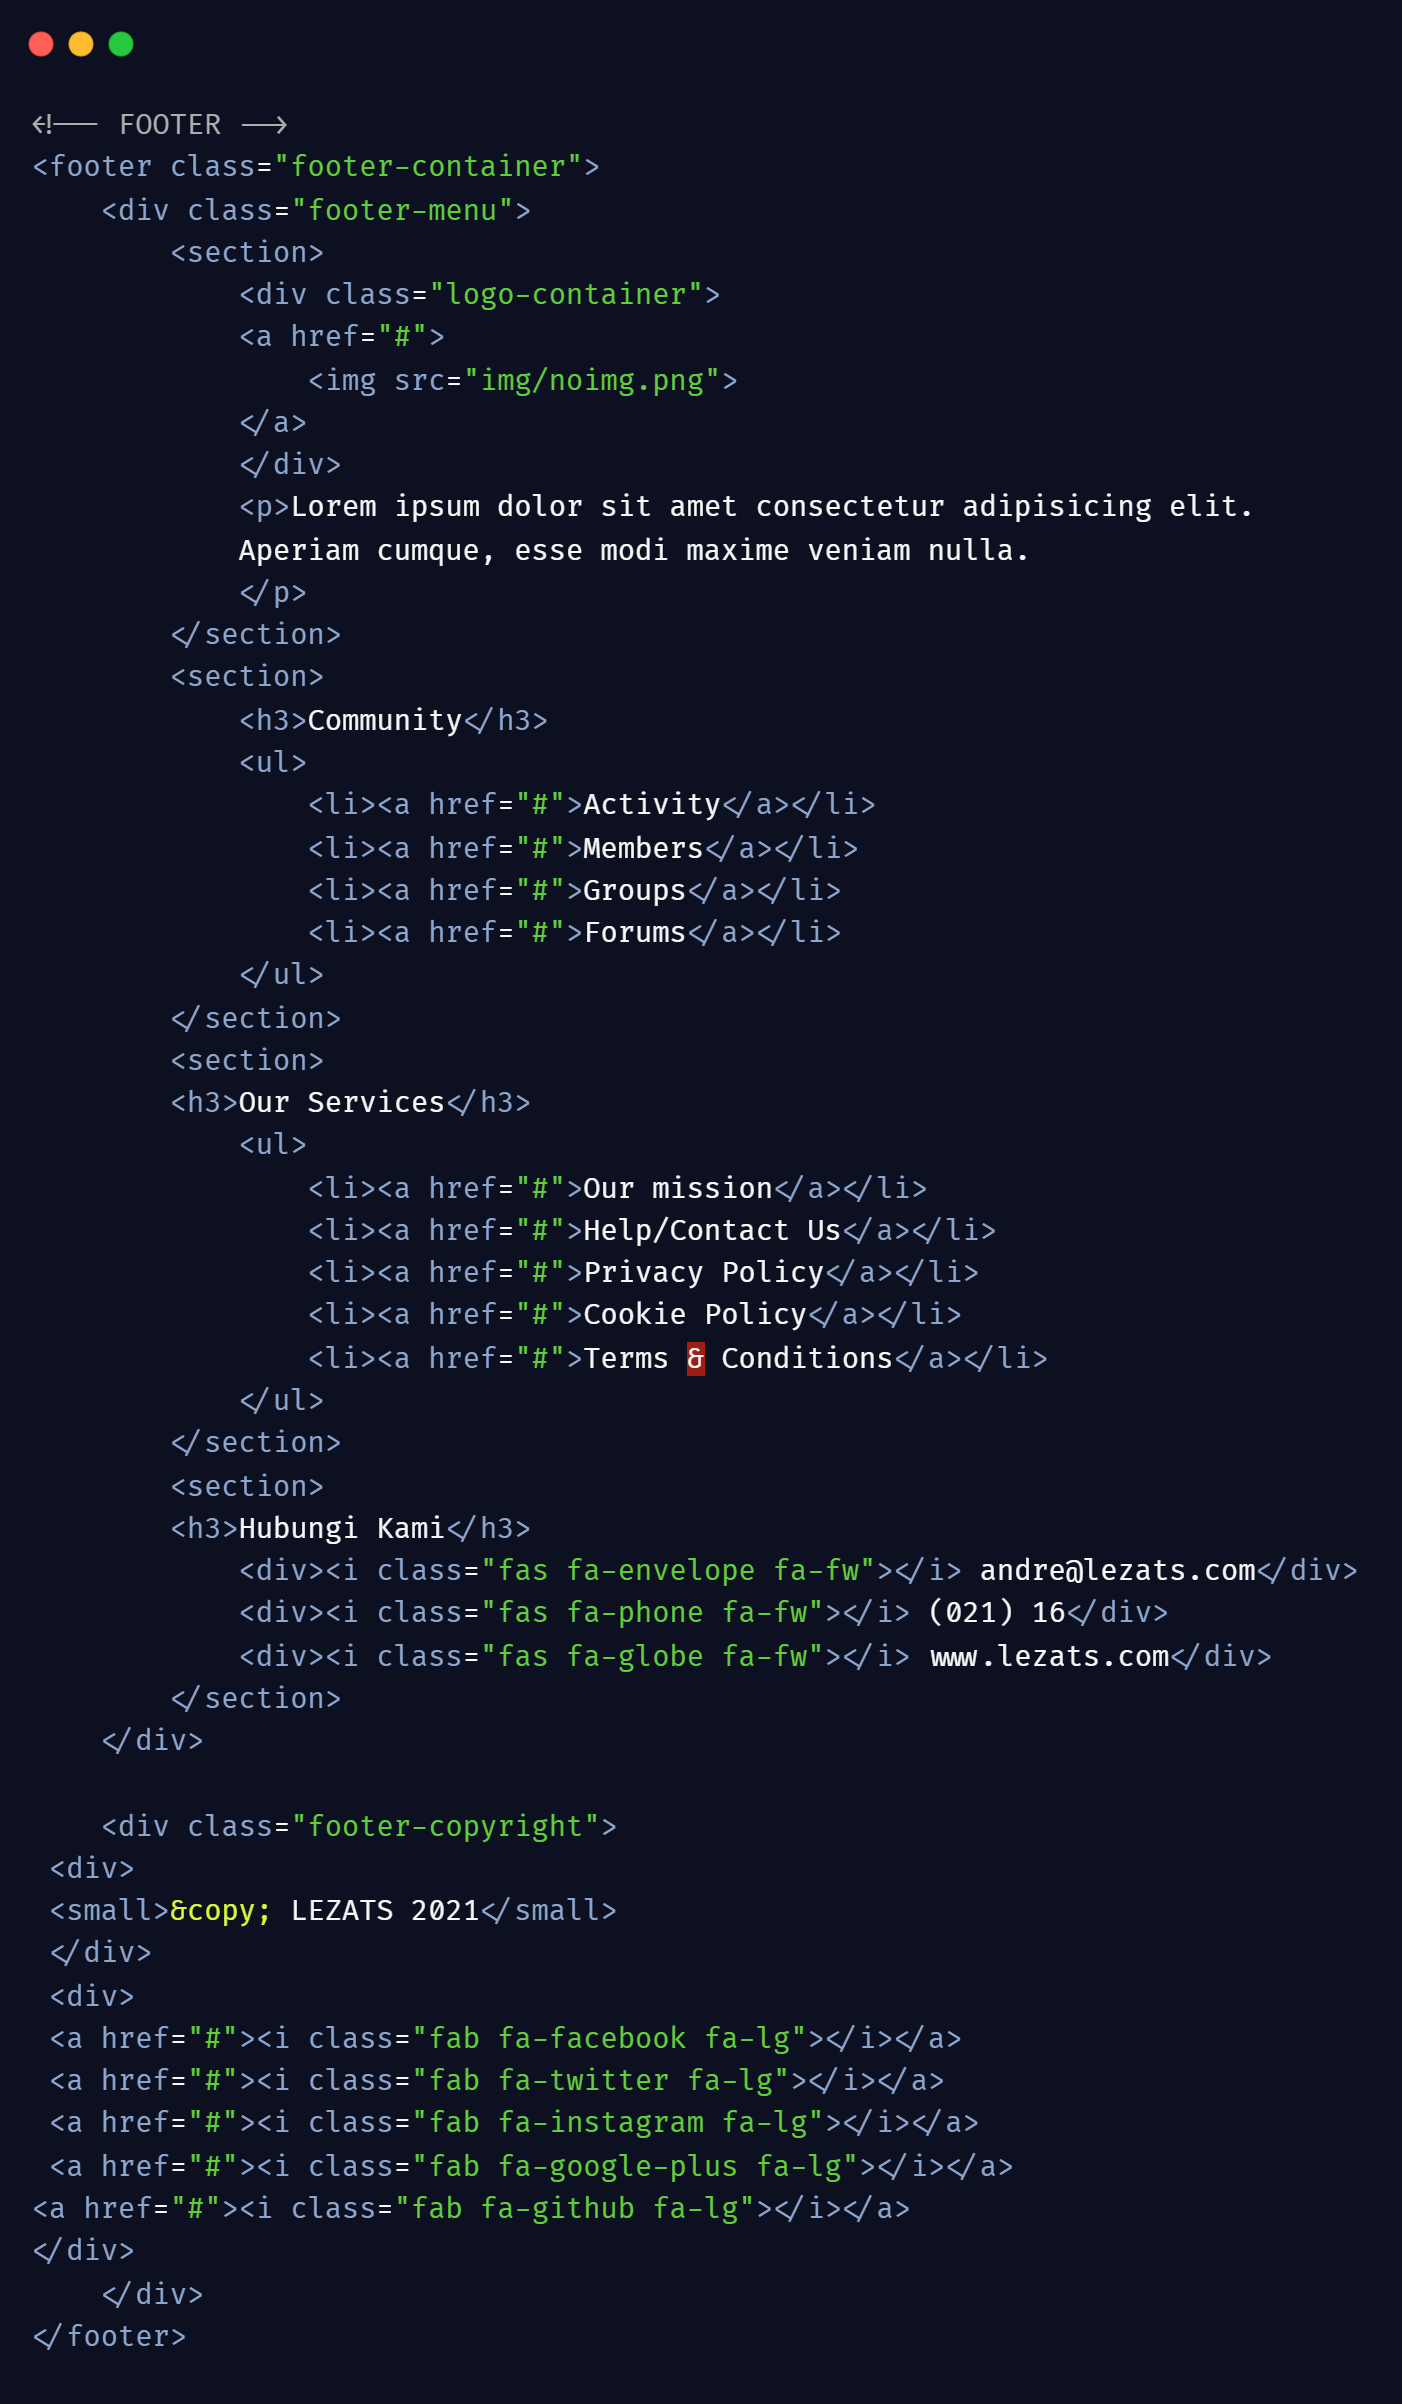 <!-- FOOTER -->
<footer class="footer-container">
    <div class="footer-menu">
        <section>
            <div class="logo-container">
            <a href="#">
                <img src="img/noimg.png">
            </a>
            </div>
            <p>Lorem ipsum dolor sit amet consectetur adipisicing elit.
            Aperiam cumque, esse modi maxime veniam nulla.
            </p>
        </section>
        <section>
            <h3>Community</h3>
            <ul>
                <li><a href="#">Activity</a></li>
                <li><a href="#">Members</a></li>
                <li><a href="#">Groups</a></li>
                <li><a href="#">Forums</a></li>
            </ul>
        </section>
        <section>
        <h3>Our Services</h3>
            <ul>
                <li><a href="#">Our mission</a></li>
                <li><a href="#">Help/Contact Us</a></li>
                <li><a href="#">Privacy Policy</a></li>
                <li><a href="#">Cookie Policy</a></li>
                <li><a href="#">Terms & Conditions</a></li>
            </ul>
        </section>
        <section>
        <h3>Hubungi Kami</h3>
            <div><i class="fas fa-envelope fa-fw"></i> andre@lezats.com</div>
            <div><i class="fas fa-phone fa-fw"></i> (021) 16</div>
            <div><i class="fas fa-globe fa-fw"></i> www.lezats.com</div>
        </section>
    </div>

    <div class="footer-copyright">
 <div>
 <small>&copy; LEZATS 2021</small>
 </div>
 <div>
 <a href="#"><i class="fab fa-facebook fa-lg"></i></a>
 <a href="#"><i class="fab fa-twitter fa-lg"></i></a>
 <a href="#"><i class="fab fa-instagram fa-lg"></i></a>
 <a href="#"><i class="fab fa-google-plus fa-lg"></i></a>
<a href="#"><i class="fab fa-github fa-lg"></i></a>
</div>
    </div>
</footer>